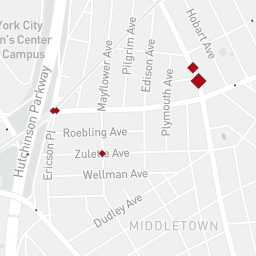 York City
n's Center
Campus
Hutchinson Parkway
Ericson Pl
Mayflower Ave
Pilgrim Ave
Edison Ave
Plymouth Ave
Hobart Ave
Roebling Ave
Zulette Ave
Wellman Ave
Dudley Ave
MIDDLETOWN